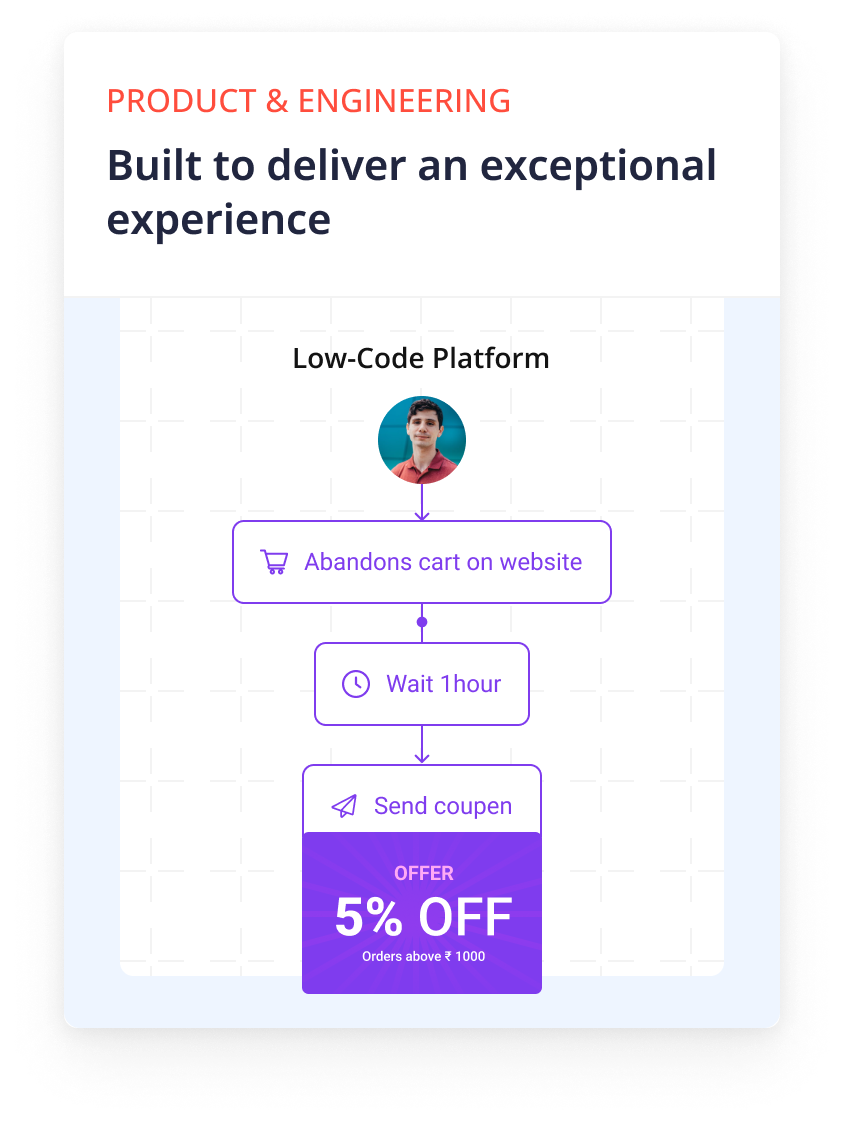 PRODUCT & ENGINEERING
Built to deliver an exceptional
experience
Low-Code Platform
Abandons cart on website
Wait 1hour
Send coupen
OFFER
5% OFF
Orders above ₹ 1000